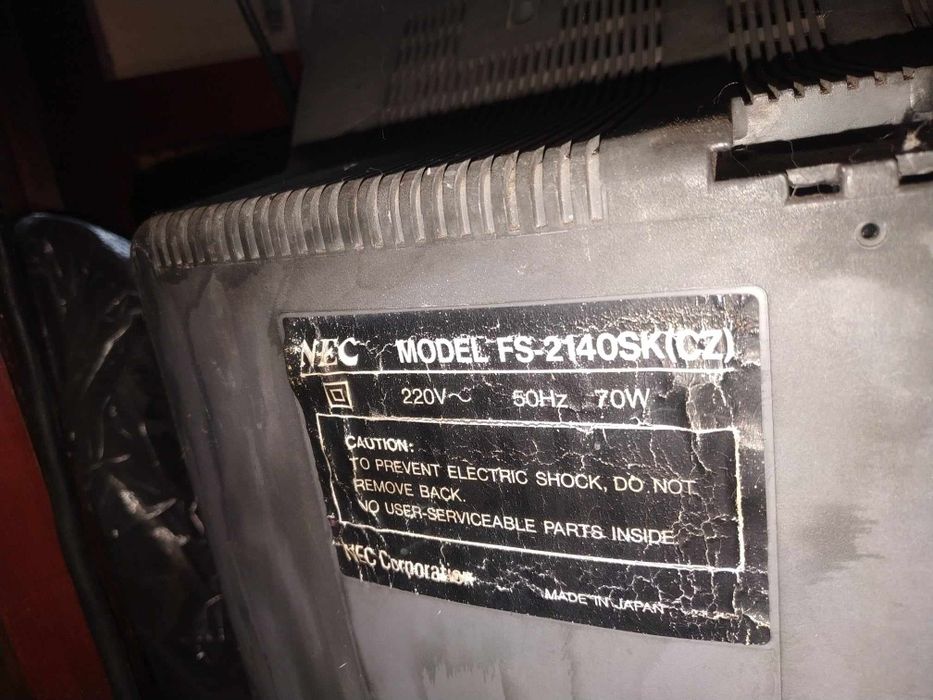 NEC MODEL FS-2140SK(CZ)
220V~ 50Hz 70W
CAUTION:
TO PREVENT ELECTRIC SHOCK, DO NOT
REMOVE BACK.
NO USER-SERVICEABLE PARTS INSIDE
NEC Corporation
MADE IN JAPAN